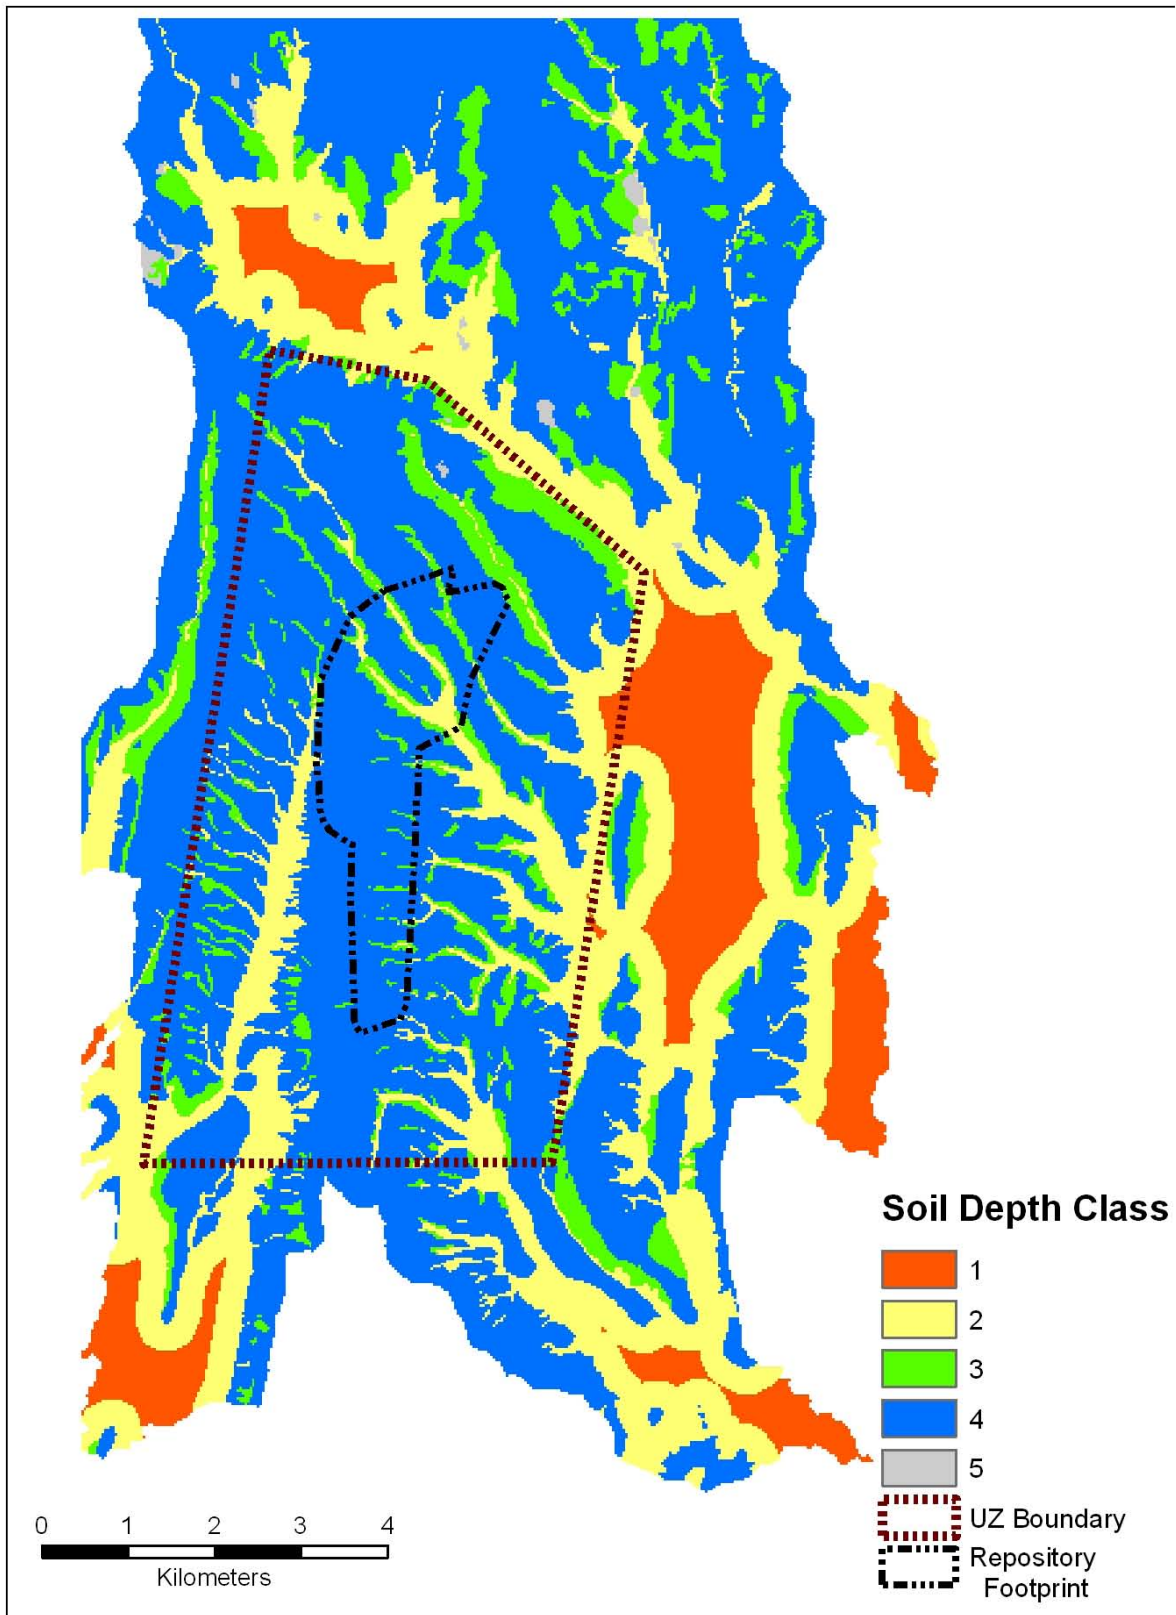 Soil Depth Class
1
2
3
4
5
UZ Boundary
Repository
Footprint
0 1 2 3 4
Kilometers